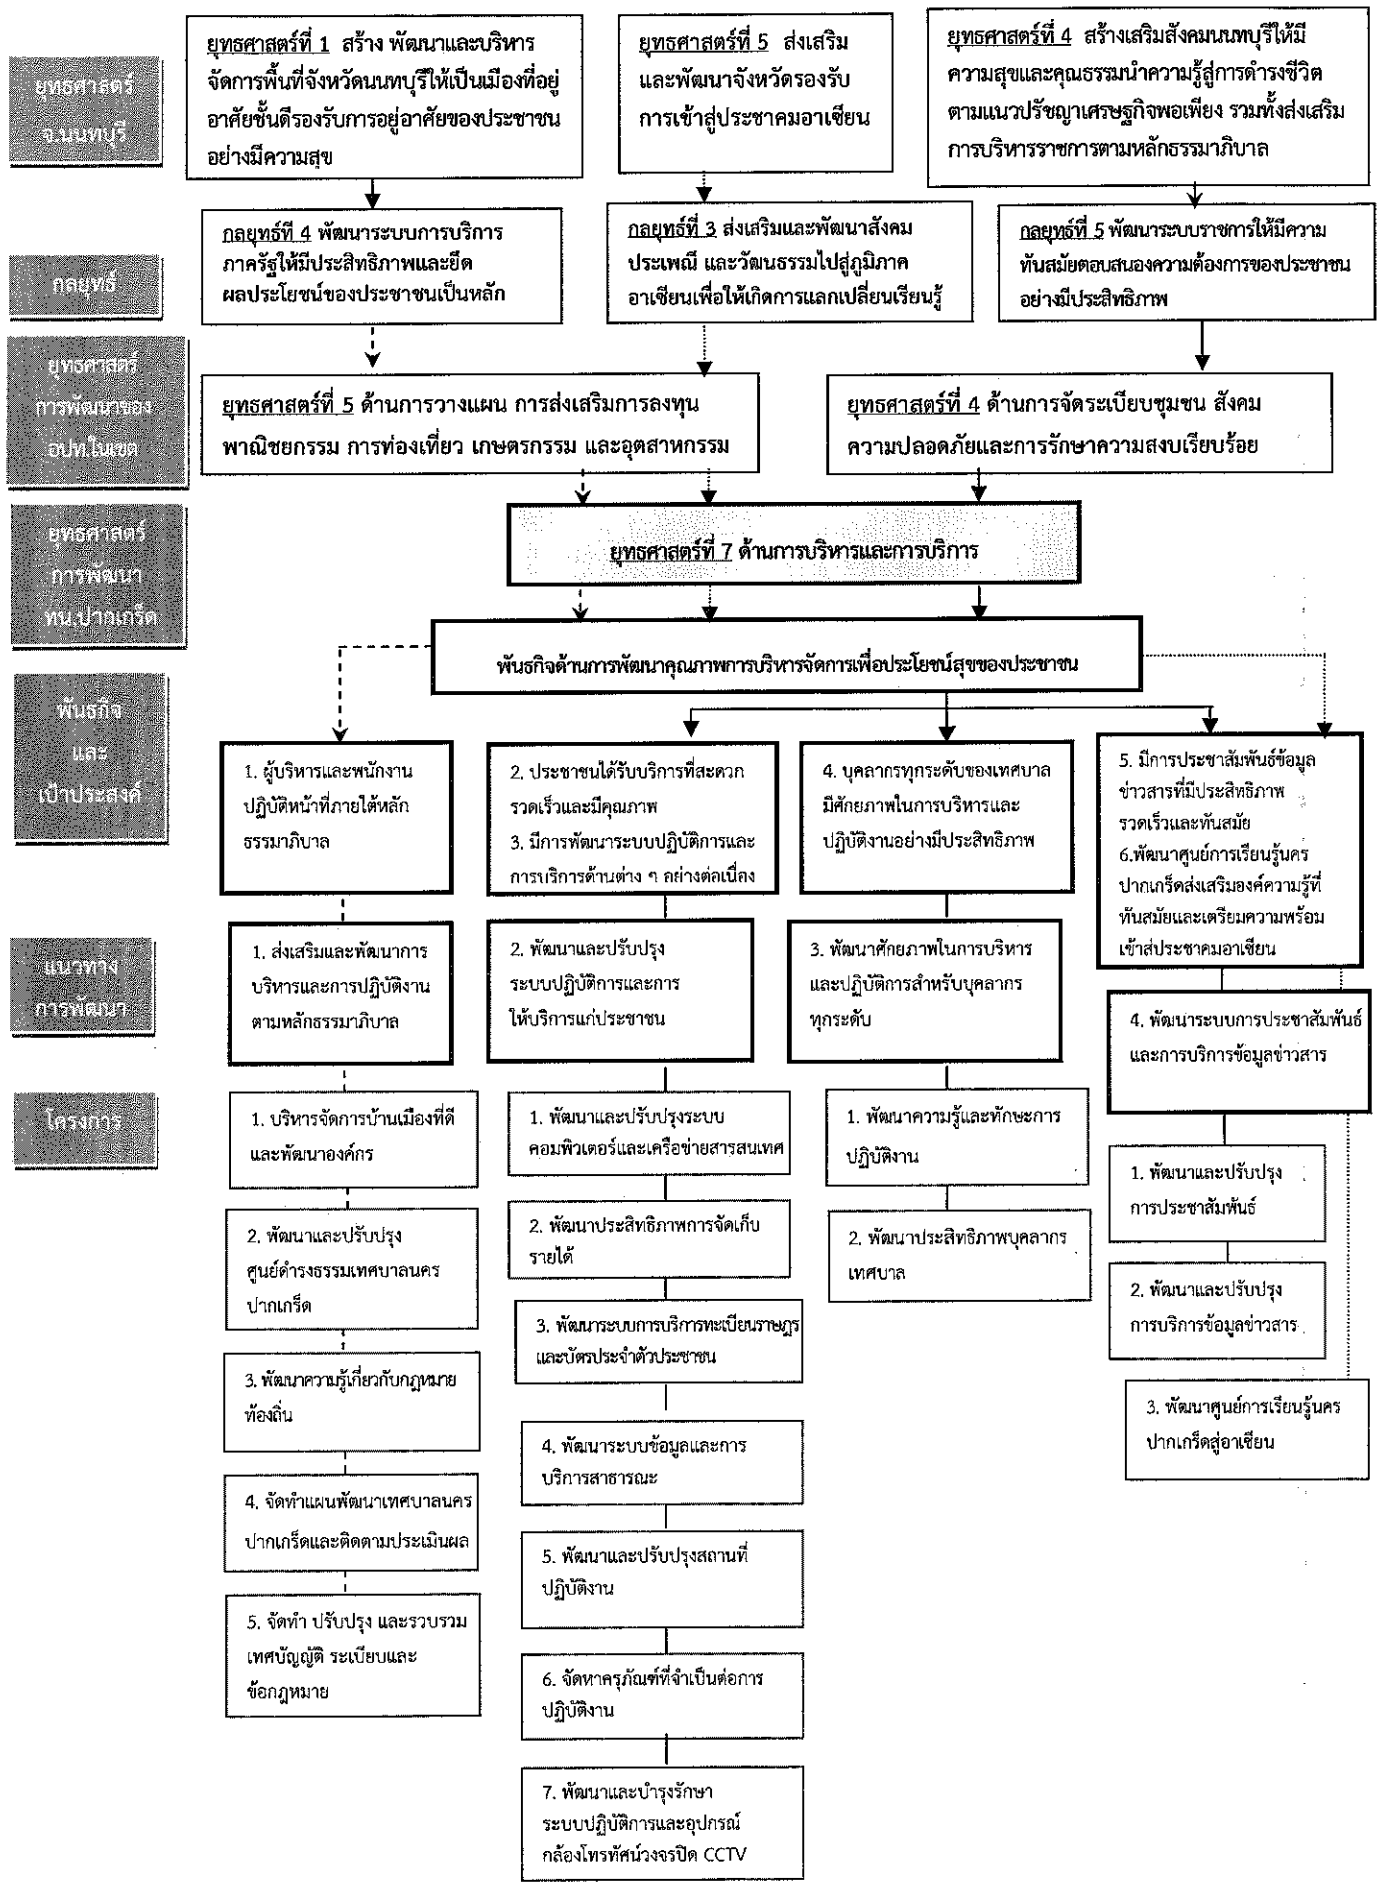 ยุทธศาสตร์
จ.นนทบุรี
ยุทธศาสตร์ที่ 1 สร้าง พัฒนาและบริหาร
จัดการพื้นที่จังหวัดนนทบุรีให้เป็นเมืองที่อยู่
อาศัยชั้นดีรองรับการอยู่อาศัยของประชาชน
อย่างมีความสุข
ยุทธศาสตร์ที่ 5 ส่งเสริม
และพัฒนาจังหวัดรองรับ
การเข้าสู่ประชาคมอาเซียน
ยุทธศาสตร์ที่ 4 สร้างเสริมสังคมนนทบุรีให้มี
ความสุขและคุณธรรมนำความรู้สู่การดำรงชีวิต
ตามแนวปรัชญาเศรษฐกิจพอเพียง รวมทั้งส่งเสริม
การบริหารราชการตามหลักธรรมาภิบาล
กลยุทธ์
กลยุทธ์ที่ 4 พัฒนาระบบการบริการ
ภาครัฐให้มีประสิทธิภาพและยึด
ผลประโยชน์ของประชาชนเป็นหลัก
กลยุทธ์ที่ 3 ส่งเสริมและพัฒนาสังคม
ประเพณี และวัฒนธรรมไปสู่ภูมิภาค
อาเซียนเพื่อให้เกิดการแลกเปลี่ยนเรียนรู้
กลยุทธ์ที่ 5 พัฒนาระบบราชการให้มีความ
ทันสมัยตอบสนองความต้องการของประชาชน
อย่างมีประสิทธิภาพ
ยุทธศาสตร์
การพัฒนาของ
อปท.ในเขต
ยุทธศาสตร์ที่ 5 ด้านการวางแผน การส่งเสริมการลงทุน
พาณิชยกรรม การท่องเที่ยว เกษตรกรรม และอุตสาหกรรม
ยุทธศาสตร์ที่ 4 ด้านการจัดระเบียบชุมชน สังคม
ความปลอดภัยและการรักษาความสงบเรียบร้อย
ยุทธศาสตร์
การพัฒนา
ทน.ปากเกร็ด
ยุทธศาสตร์ที่ 7 ด้านการบริหารและการบริการ
พันธกิจด้านการพัฒนาคุณภาพการบริหารจัดการเพื่อประโยชน์สุขของประชาชน
พันธกิจ
และ
เป้าประสงค์
1. ผู้บริหารและพนักงาน
ปฏิบัติหน้าที่ภายใต้หลัก
ธรรมาภิบาล
2. ประชาชนได้รับบริการที่สะดวก
รวดเร็วและมีคุณภาพ
3. มีการพัฒนาระบบปฏิบัติการและ
การบริการด้านต่าง ๆ อย่างต่อเนื่อง
4. บุคลากรทุกระดับของเทศบาล
มีศักยภาพในการบริหารและ
ปฏิบัติงานอย่างมีประสิทธิภาพ
5. มีการประชาสัมพันธ์ข้อมูล
ข่าวสารที่มีประสิทธิภาพ
รวดเร็วและทันสมัย
6.พัฒนาศูนย์การเรียนรู้นคร
ปากเกร็ดส่งเสริมองค์ความรู้ที่
ทันสมัยและเตรียมความพร้อม
เข้าสู่ประชาคมอาเซียน
แนวทาง
การพัฒนา
1. ส่งเสริมและพัฒนาการ
บริหารและการปฏิบัติงาน
ตามหลักธรรมาภิบาล
2. พัฒนาและปรับปรุง
ระบบปฏิบัติการและการ
ให้บริการแก่ประชาชน
3. พัฒนาศักยภาพในการบริหาร
และปฏิบัติการสำหรับบุคลากร
ทุกระดับ
4. พัฒนาระบบการประชาสัมพันธ์
และการบริการข้อมูลข่าวสาร
โครงการ
1. บริหารจัดการบ้านเมืองที่ดี
และพัฒนาองค์กร
2. พัฒนาและปรับปรุง
ศูนย์ดำรงธรรมเทศบาลนคร
ปากเกร็ด
3. พัฒนาความรู้เกี่ยวกับกฎหมาย
ท้องถิ่น
4. จัดทำแผนพัฒนาเทศบาลนคร
ปากเกร็ดและติดตามประเมินผล
5. จัดทำ ปรับปรุง และรวบรวม
เทศบัญญัติ ระเบียบและ
ข้อกฎหมาย
1. พัฒนาและปรับปรุงระบบ
คอมพิวเตอร์และเครือข่ายสารสนเทศ
2. พัฒนาประสิทธิภาพการจัดเก็บ
รายได้
3. พัฒนาระบบการบริการทะเบียนราษฎร
และบัตรประจำตัวประชาชน
4. พัฒนาระบบข้อมูลและการ
บริการสาธารณะ
5. พัฒนาและปรับปรุงสถานที่
ปฏิบัติงาน
6. จัดหาครุภัณฑ์ที่จำเป็นต่อการ
ปฏิบัติงาน
7. พัฒนาและบำรุงรักษา
ระบบปฏิบัติการและอุปกรณ์
กล้องโทรทัศน์วงจรปิด CCTV
1. พัฒนาความรู้และทักษะการ
ปฏิบัติงาน
2. พัฒนาประสิทธิภาพบุคลากร
เทศบาล
1. พัฒนาและปรับปรุง
การประชาสัมพันธ์
2. พัฒนาและปรับปรุง
การบริการข้อมูลข่าวสาร
3. พัฒนาศูนย์การเรียนรู้นคร
ปากเกร็ดสู่อาเซียน